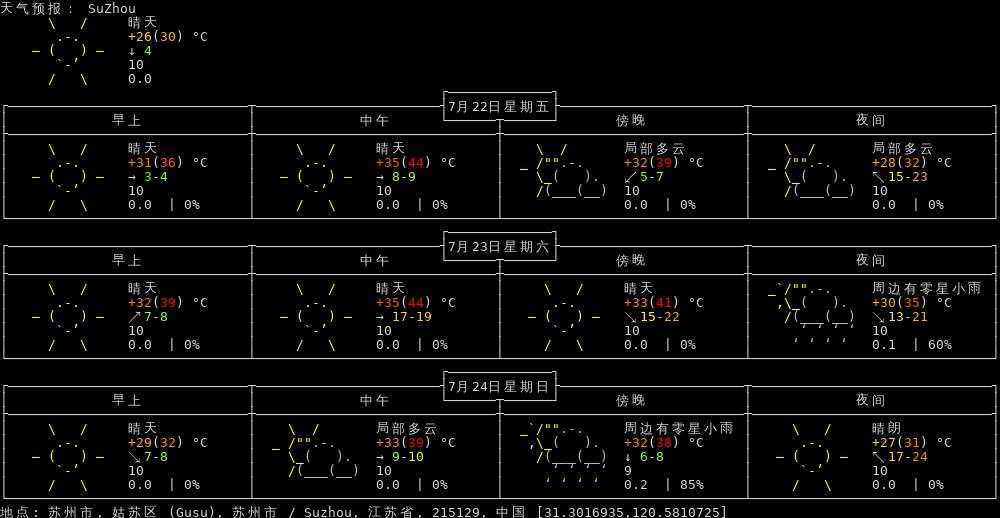 天气预报： SuZhou
晴天
+26(30) °C
↓ 4
10
0.0
7月22日星期五
早上 中午 傍晚 夜间
晴天 晴天 局部多云 局部多云
+31(36) °C +35(44) °C +32(39) °C +28(32) °C
→ 3-4 → 8-9 ↙ 5-7 ↖ 15-23
10 10 10 10
0.0 | 0% 0.0 | 0% 0.0 | 0% 0.0 | 0%
7月23日星期六
早上 中午 傍晚 夜间
晴天 晴天 晴天 周边有零星小雨
+32(39) °C +35(44) °C +33(41) °C +30(35) °C
↗ 7-8 → 17-19 ↘ 15-22 ↘ 13-21
10 10 10 10
0.0 | 0% 0.0 | 0% 0.0 | 0% 0.1 | 60%
7月24日星期日
早上 中午 傍晚 夜间
晴天 局部多云 周边有零星小雨 晴朗
+29(32) °C +33(39) °C +32(38) °C +27(31) °C
↘ 7-8 → 9-10 ↓ 6-8 ↖ 17-24
10 10 9 10
0.0 | 0% 0.0 | 0% 0.2 | 85% 0.0 | 0%
地点: 苏州市, 姑苏区 (Gusu), 苏州市 / Suzhou, 江苏省, 215129, 中国 [31.3016935,120.5810725]